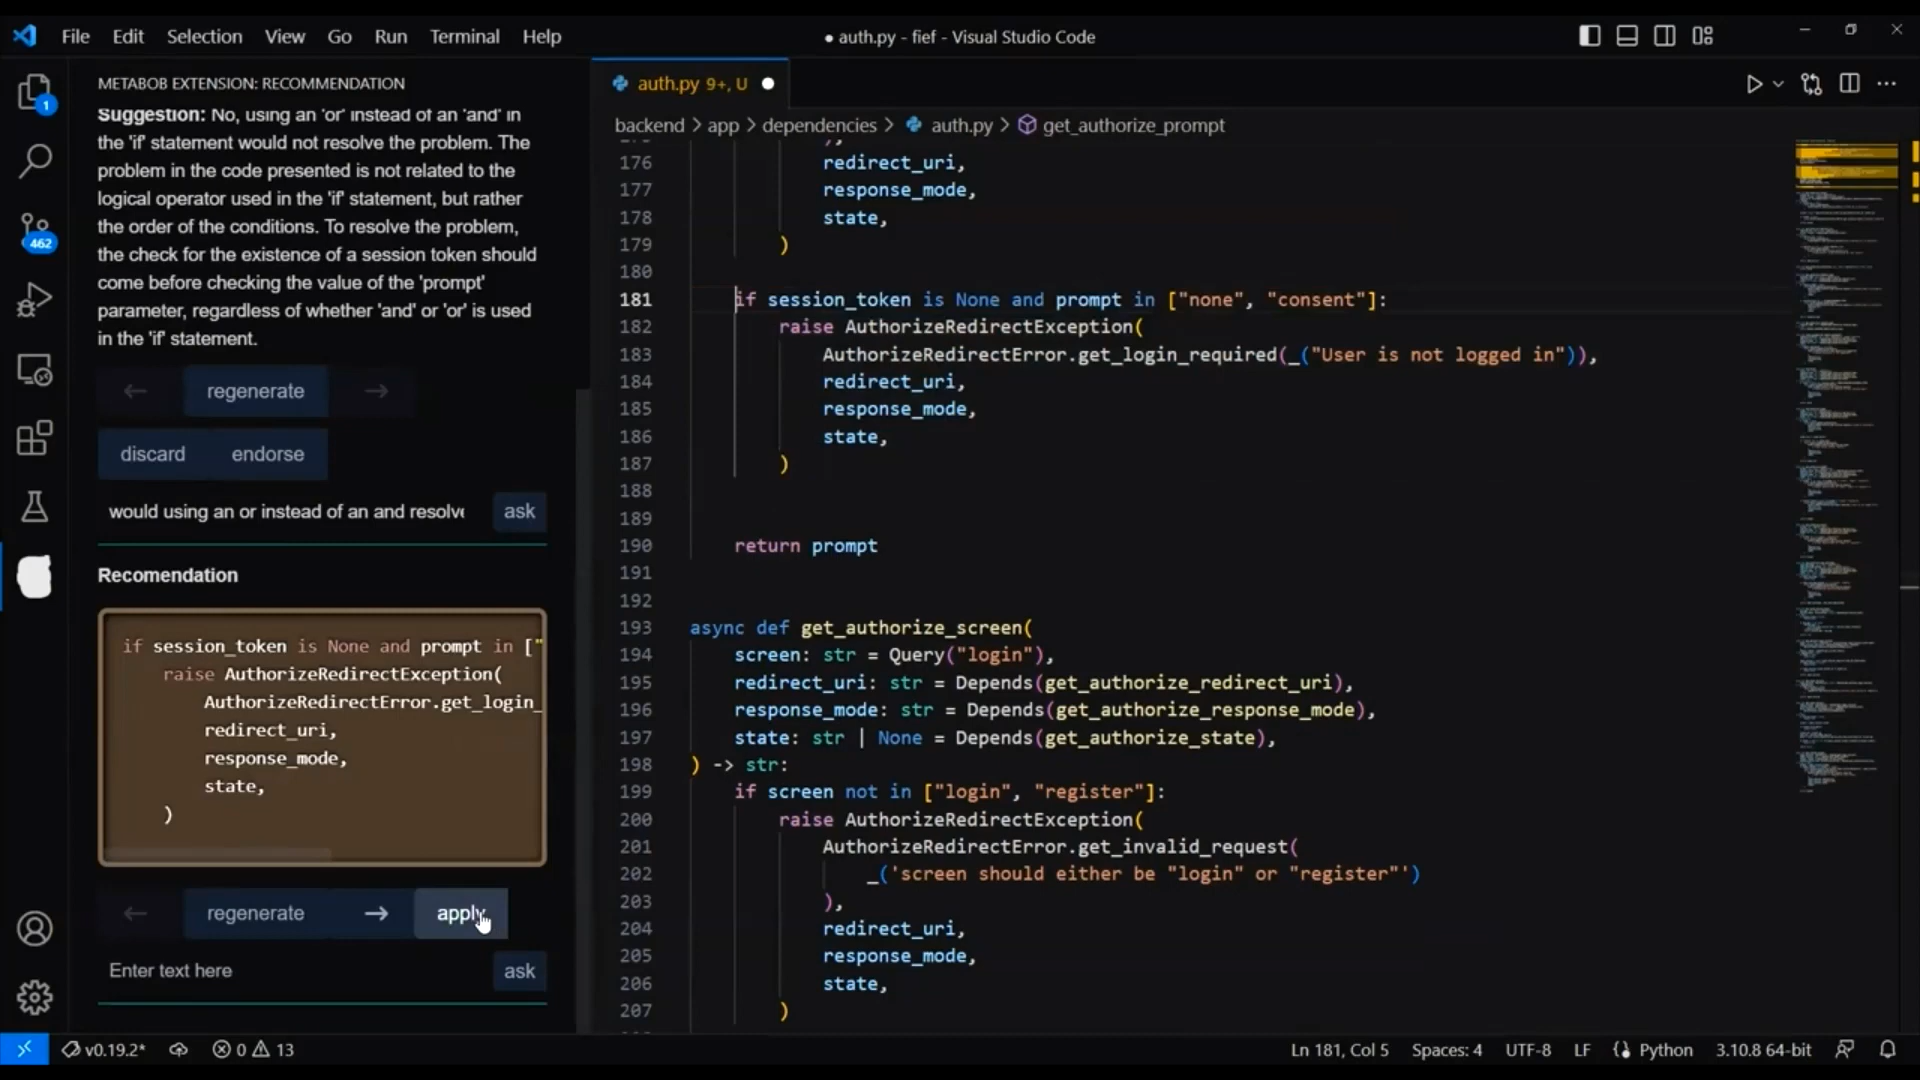 File Edit Selection View Go Run Terminal Help
● auth.py - fief - Visual Studio Code
METABOB EXTENSION: RECOMMENDATION
Suggestion: No, using an 'or' instead of an 'and' in
the 'if' statement would not resolve the problem. The
problem in the code presented is not related to the
logical operator used in the 'if' statement, but rather
the order of the conditions. To resolve the problem,
the check for the existence of a session token should
come before checking the value of the 'prompt'
parameter, regardless of whether 'and' or 'or' is used
in the 'if' statement.
← regenerate →
discard endorse
would using an or instead of an and resolve
ask
Recomendation
if session_token is None and prompt in ["
raise AuthorizeRedirectException(
AuthorizeRedirectError.get_login_
redirect_uri,
response_mode,
state,
)
← regenerate → apply
Enter text here
ask
1
462
auth.py 9+, U ●
backend > app > dependencies > auth.py > get_authorize_prompt
176 redirect_uri,
177 response_mode,
178 state,
179 )
180
181 if session_token is None and prompt in ["none", "consent"]:
182 raise AuthorizeRedirectException(
183 AuthorizeRedirectError.get_login_required(_("User is not logged in")),
184 redirect_uri,
185 response_mode,
186 state,
187 )
188
189
190 return prompt
191
192
193 async def get_authorize_screen(
194 screen: str = Query("login"),
195 redirect_uri: str = Depends(get_authorize_redirect_uri),
196 response_mode: str = Depends(get_authorize_response_mode),
197 state: str | None = Depends(get_authorize_state),
198 ) -> str:
199 if screen not in ["login", "register"]:
200 raise AuthorizeRedirectException(
201 AuthorizeRedirectError.get_invalid_request(
202 _('screen should either be "login" or "register"')
203 ),
204 redirect_uri,
205 response_mode,
206 state,
207 )
v0.19.2* 0 13
Ln 181, Col 5 Spaces: 4 UTF-8 LF Python 3.10.8 64-bit